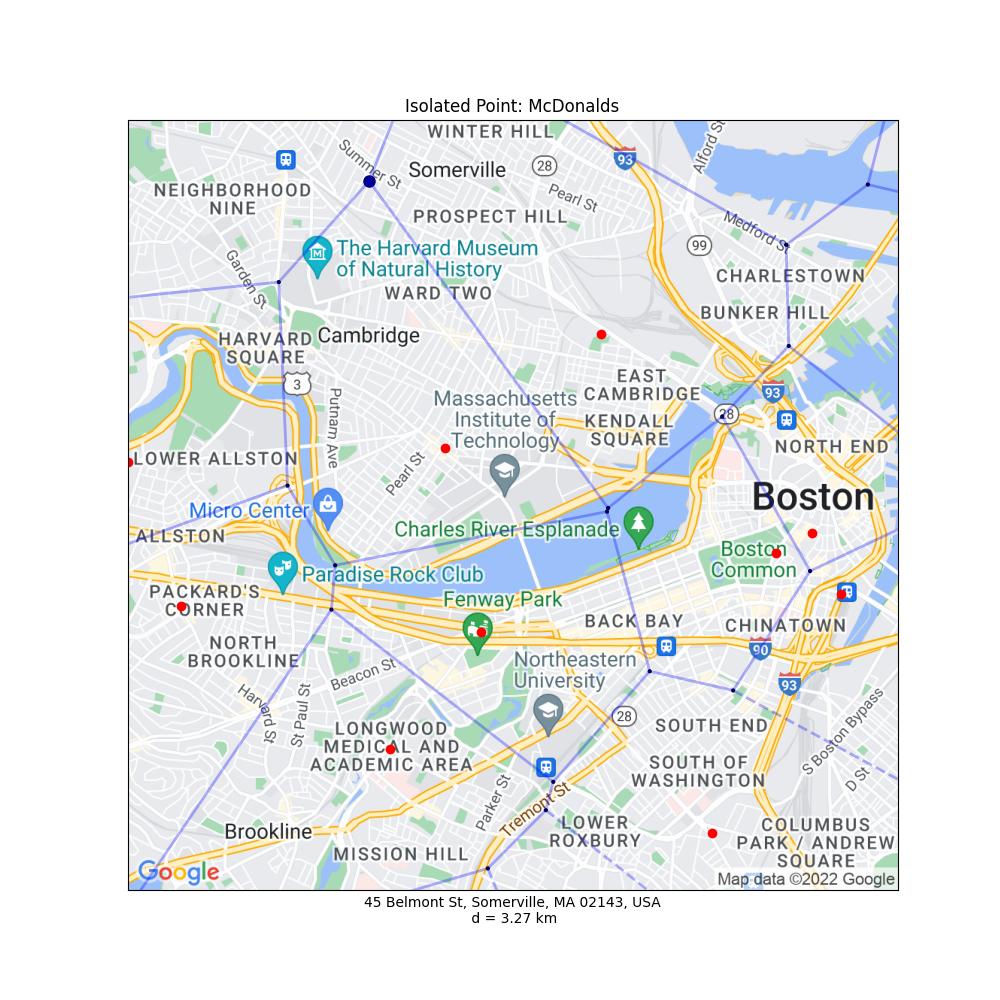 Isolated Point: McDonalds
WINTER HILL
Alford St
93
28
Summer St
Somerville
NEIGHBORHOOD
NINE
Pearl St
PROSPECT HILL
Medford S
99
The Harvard Museum
of Natural History
Garden St
CHARLESTOWN
WARD TWO
BUNKER HILL
HARVARD
SQUARE
Cambridge
3
EAST
CAMBRIDGE
93
Putnam Ave
Massachusetts
Institute of
Technology
KENDALL
SQUARE
28
NORTH END
LOWER ALLSTON
Pearl St
Boston
Micro Center
Charles River Esplanade
ALLSTON
Boston
Common
Paradise Rock Club
PACKARD'S
CORNER
Fenway Park
BACK BAY
CHINATOWN
NORTH
BROOKLINE
90
Northeastern
University
Beacon St
93
Harvard St
St Paul St
28
SOUTH END
S Boston Bypass
LONGWOOD
MEDICAL AND
ACADEMIC AREA
SOUTH OF
WASHINGTON
D St
Parker St
Tremont St
Brookline
LOWER
ROXBURY
COLUMBUS
PARK / ANDREW
SQUARE
MISSION HILL
Google
Map data ©2022 Google
45 Belmont St, Somerville, MA 02143, USA
d = 3.27 km